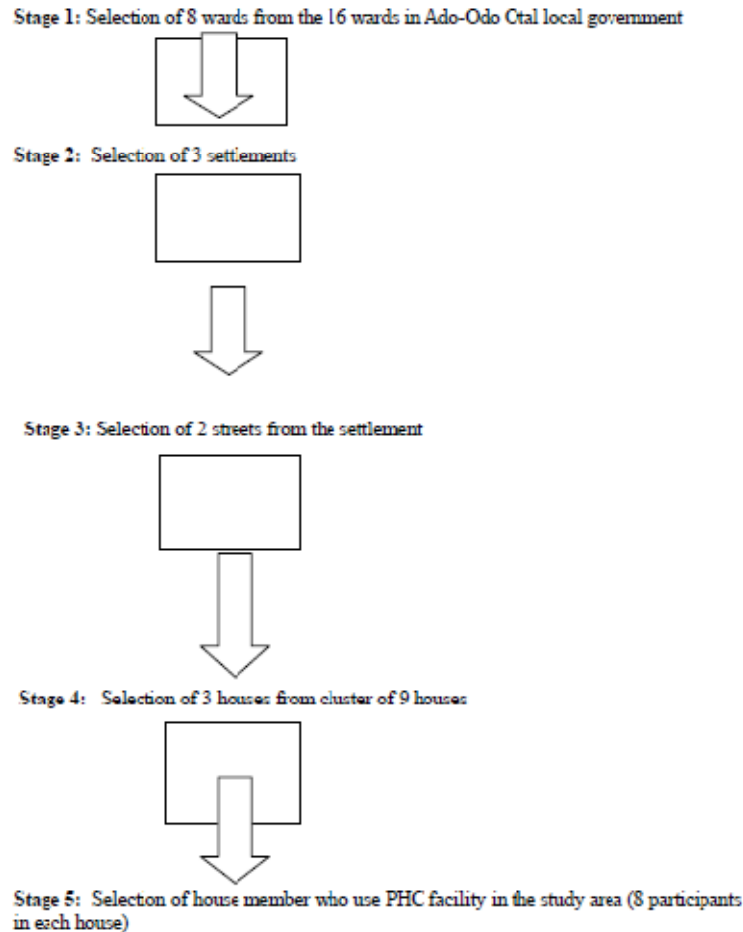 Stage 1: Selection of 8 wards from the 16 wards in Ado-Odo Ctal local government
Stage 2: Selection of 3 settlements
Stage 3: Selection of 2 streets from the settlement
Stage 4: Selection of 3 houses from cluster of 9 houses
Stage 5: Selection of house member who use PHC facility in the study area (8 participants
in each house)